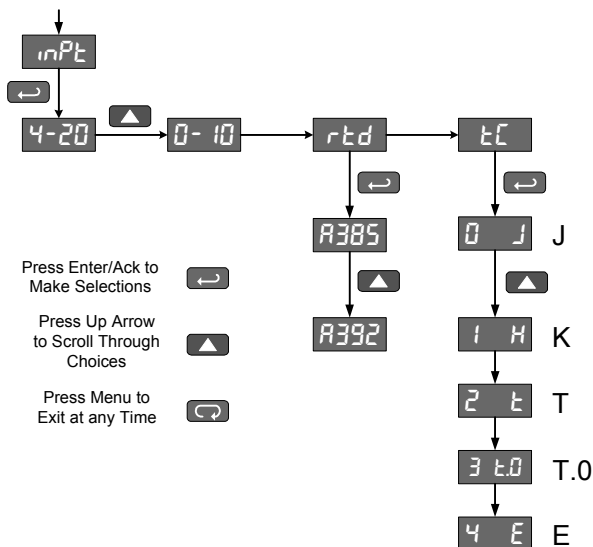 inPt
4-20
0- 10
rtd
tC
A385
A392
0 J
J
1 H
K
2 t
T
3 t.0
T.0
4 E
E
Press Enter/Ack to
Make Selections
Press Up Arrow
to Scroll Through
Choices
Press Menu to
Exit at any Time